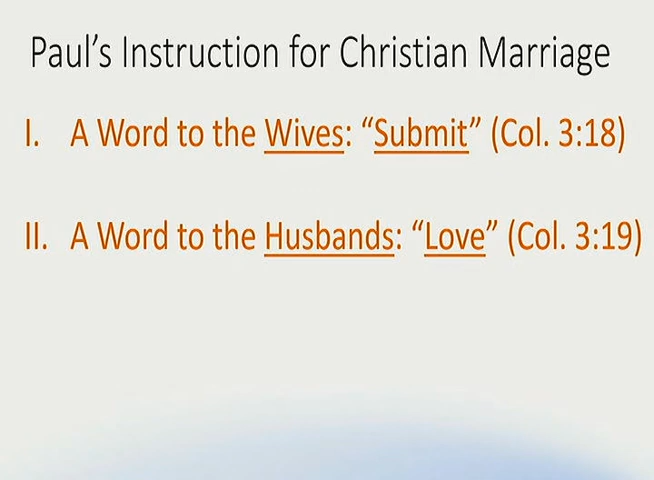 Paul’s Instruction for Christian Marriage
I. A Word to the Wives: “Submit” (Col. 3:18)
II. A Word to the Husbands: “Love” (Col. 3:19)